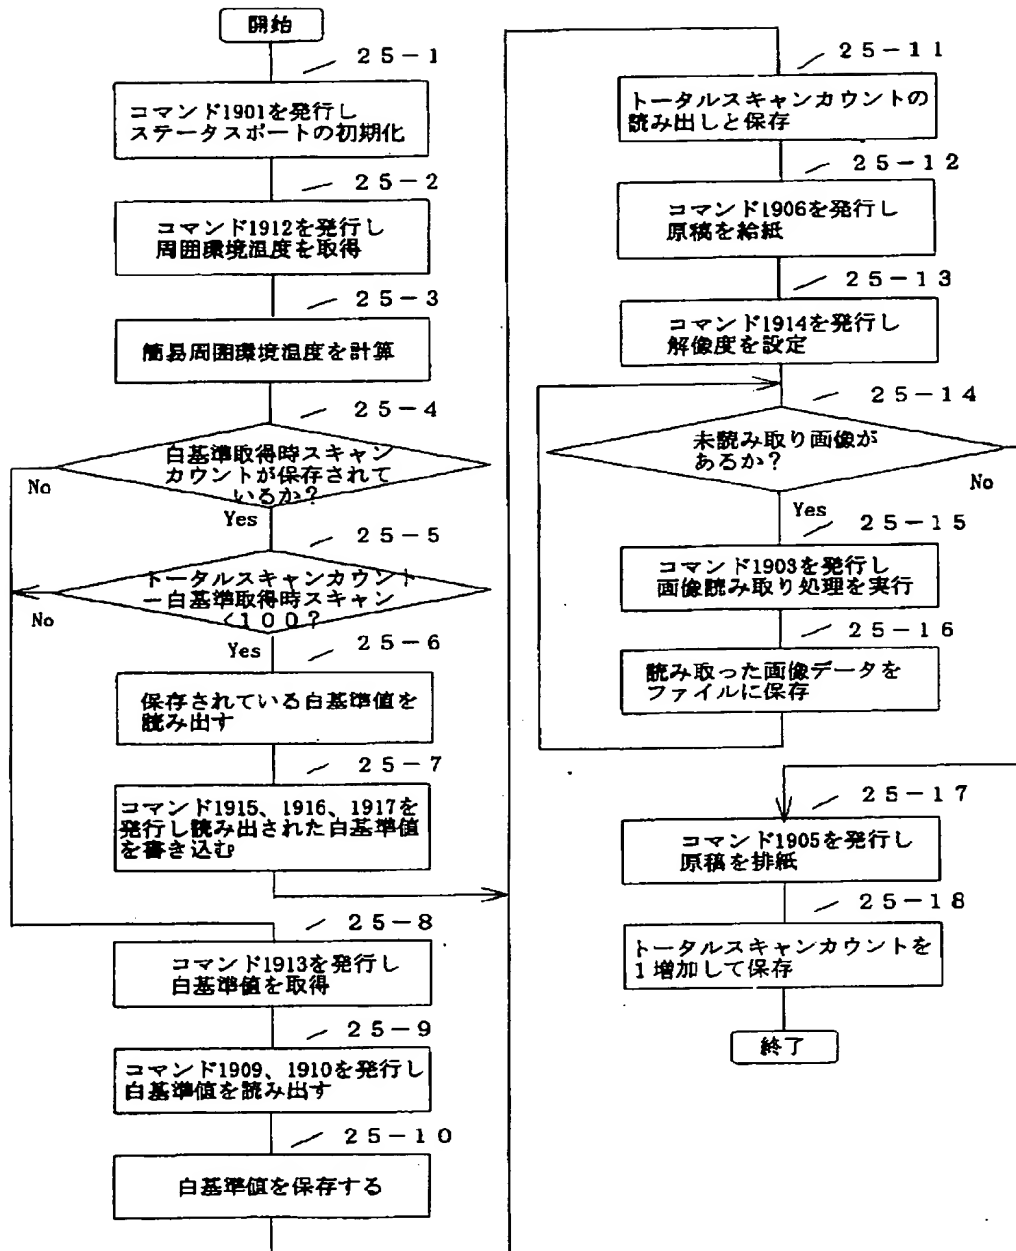 開始
25-1
コマンド1901を発行し
ステータスポートの初期化
25-2
コマンド1912を発行し
周囲環境温度を取得
25-3
簡易周囲環境温度を計算
25-4
白基準取得時スキャン
カウントが保存されて
いるか?
No
Yes
25-5
トータルスキャンカウント
−白基準取得時スキャン
<100?
No
Yes
25-6
保存されている白基準値を
読み出す
25-7
コマンド1915、1916、1917を
発行し読み出された白基準値
を書き込む
25-8
コマンド1913を発行し
白基準値を取得
25-9
コマンド1909、1910を発行し
白基準値を読み出す
25-10
白基準値を保存する
25-11
トータルスキャンカウントの
読み出しと保存
25-12
コマンド1906を発行し
原稿を給紙
25-13
コマンド1914を発行し
解像度を設定
25-14
未読み取り画像が
あるか?
No
Yes
25-15
コマンド1903を発行し
画像読み取り処理を実行
25-16
読み取った画像データを
ファイルに保存
25-17
コマンド1905を発行し
原稿を排紙
25-18
トータルスキャンカウントを
1増加して保存
終了